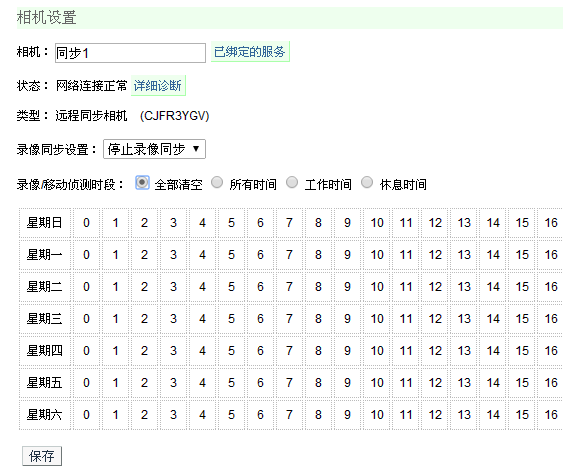 相机设置
相机： 同步1 已绑定的服务
状态： 网络连接正常 详细诊断
类型： 远程同步相机 (CJFR3YGV)
录像同步设置： 停止录像同步
录像/移动侦测时段： 全部清空 所有时间 工作时间 休息时间
星期日 0 1 2 3 4 5 6 7 8 9 10 11 12 13 14 15 16
星期一 0 1 2 3 4 5 6 7 8 9 10 11 12 13 14 15 16
星期二 0 1 2 3 4 5 6 7 8 9 10 11 12 13 14 15 16
星期三 0 1 2 3 4 5 6 7 8 9 10 11 12 13 14 15 16
星期四 0 1 2 3 4 5 6 7 8 9 10 11 12 13 14 15 16
星期五 0 1 2 3 4 5 6 7 8 9 10 11 12 13 14 15 16
星期六 0 1 2 3 4 5 6 7 8 9 10 11 12 13 14 15 16
保存